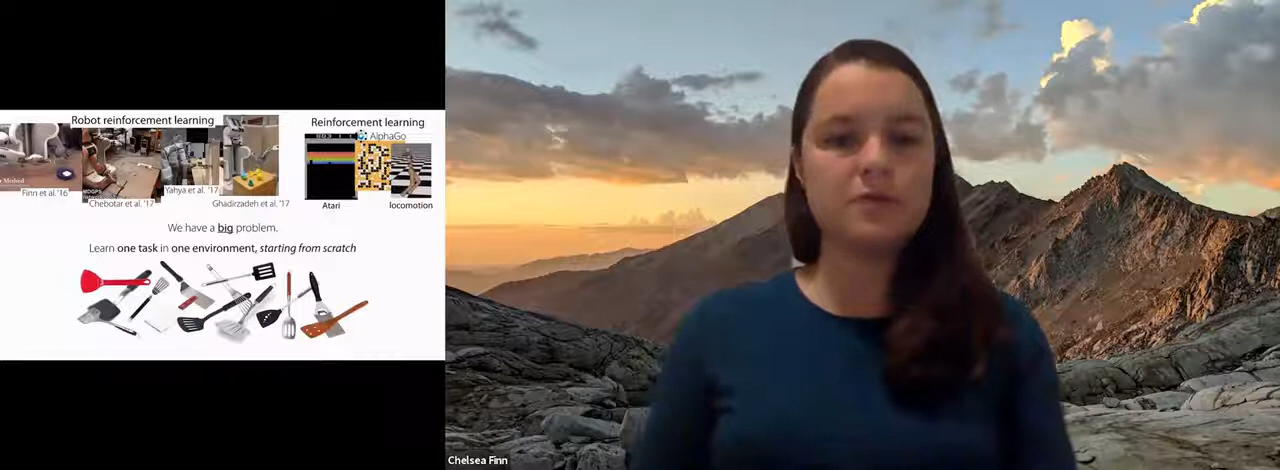 Robot reinforcement learning
Reinforcement learning
AlphaGo
Finn et al. '16
Yahya et al. '17
Chebotar et al. '17
Ghadirzadeh et al. '17
Atari
locomotion
We have a big problem.
Learn one task in one environment, starting from scratch
Chelsea Finn